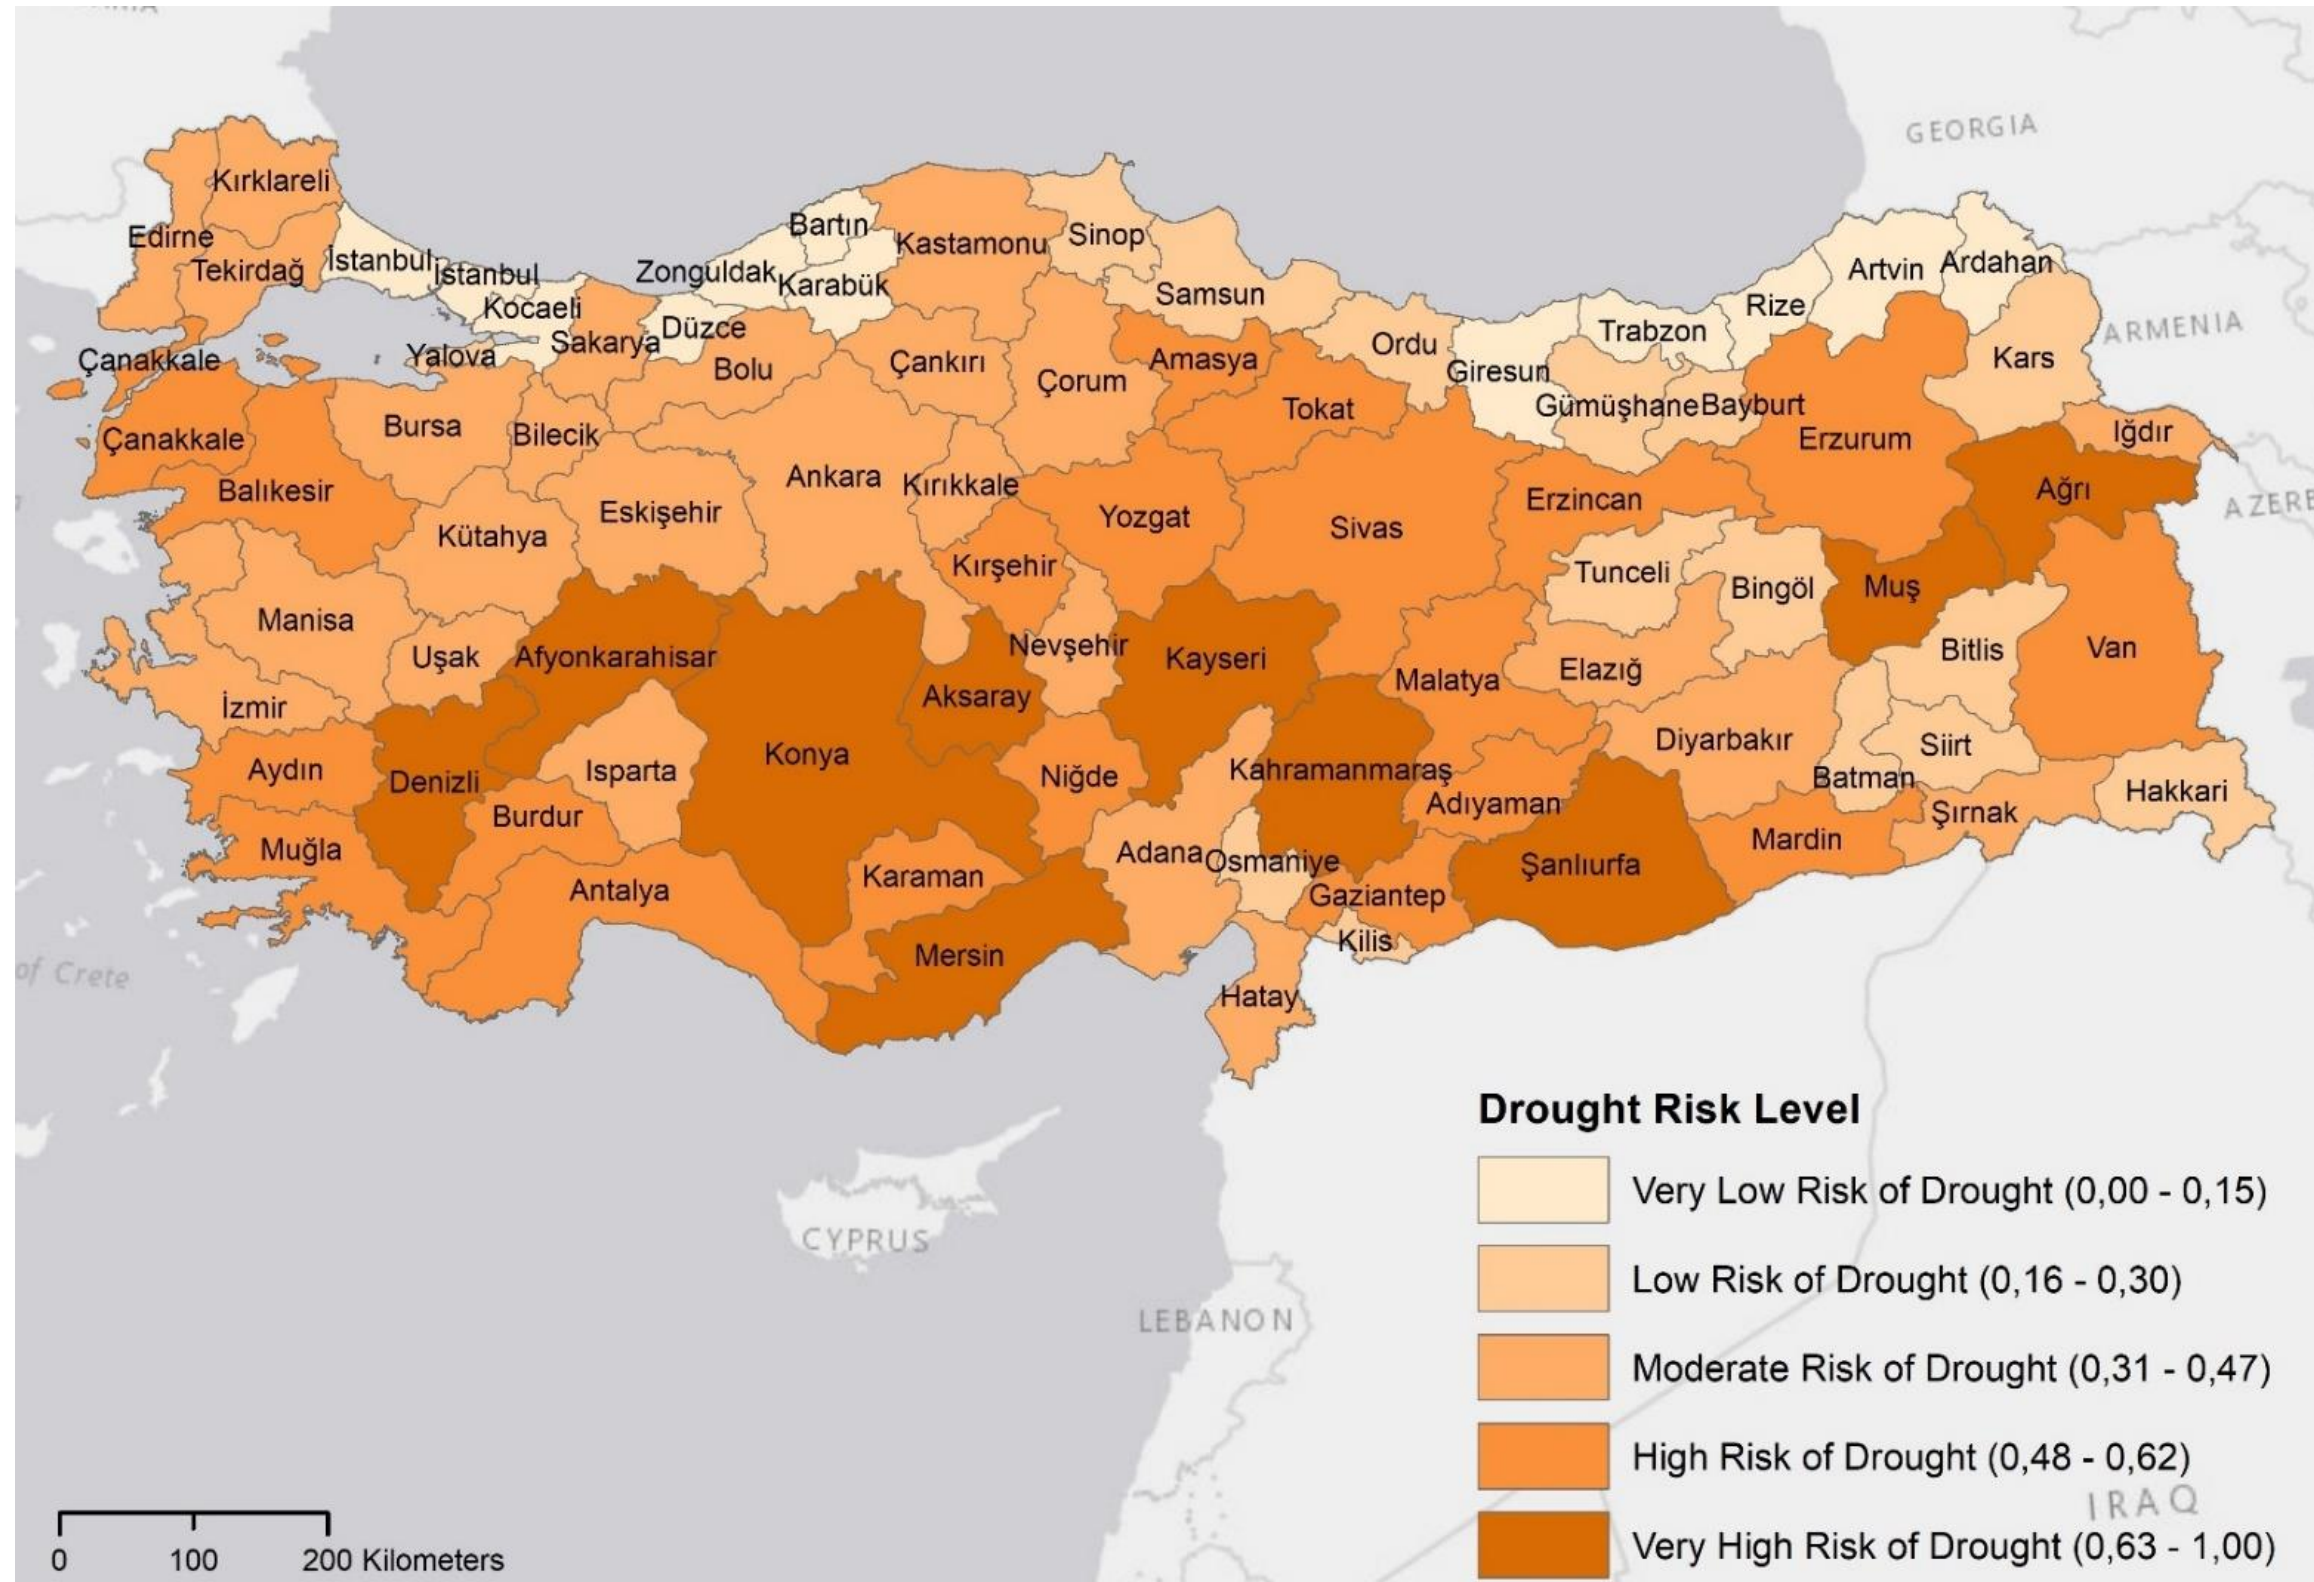 GEORGIA
ARMENIA
AZERE
Kırklareli
Edirne
Tekirdağ
İstanbul
İstanbul
Kocaeli
Yalova
Sakarya
Düzce
Zonguldak
Bartın
Karabük
Kastamonu
Sinop
Samsun
Ordu
Giresun
Trabzon
Rize
Artvin
Ardahan
Kars
Çanakkale
Çanakkale
Balıkesir
Bursa
Bilecik
Bolu
Çankırı
Çorum
Amasya
Tokat
Gümüşhane
Bayburt
Erzurum
Iğdır
Ağrı
Kütahya
Eskişehir
Ankara
Kırıkkale
Kırşehir
Yozgat
Sivas
Erzincan
Tunceli
Bingöl
Muş
Bitlis
Van
Manisa
Uşak
Afyonkarahisar
Aksaray
Nevşehir
Kayseri
Malatya
Elazığ
İzmir
Aydın
Denizli
Isparta
Konya
Niğde
Kahramanmaraş
Adıyaman
Diyarbakır
Batman
Siirt
Şırnak
Hakkari
Mardin
Muğla
Burdur
Antalya
Karaman
Mersin
Adana
Osmaniye
Gaziantep
Kilis
Şanlıurfa
Hatay
of Crete
CYPRUS
LEBANON
IRAQ
Drought Risk Level
Very Low Risk of Drought (0,00 - 0,15)
Low Risk of Drought (0,16 - 0,30)
Moderate Risk of Drought (0,31 - 0,47)
High Risk of Drought (0,48 - 0,62)
Very High Risk of Drought (0,63 - 1,00)
0 100 200 Kilometers